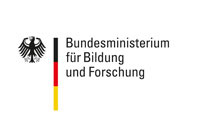 Bundesministerium
für Bildung
und Forschung